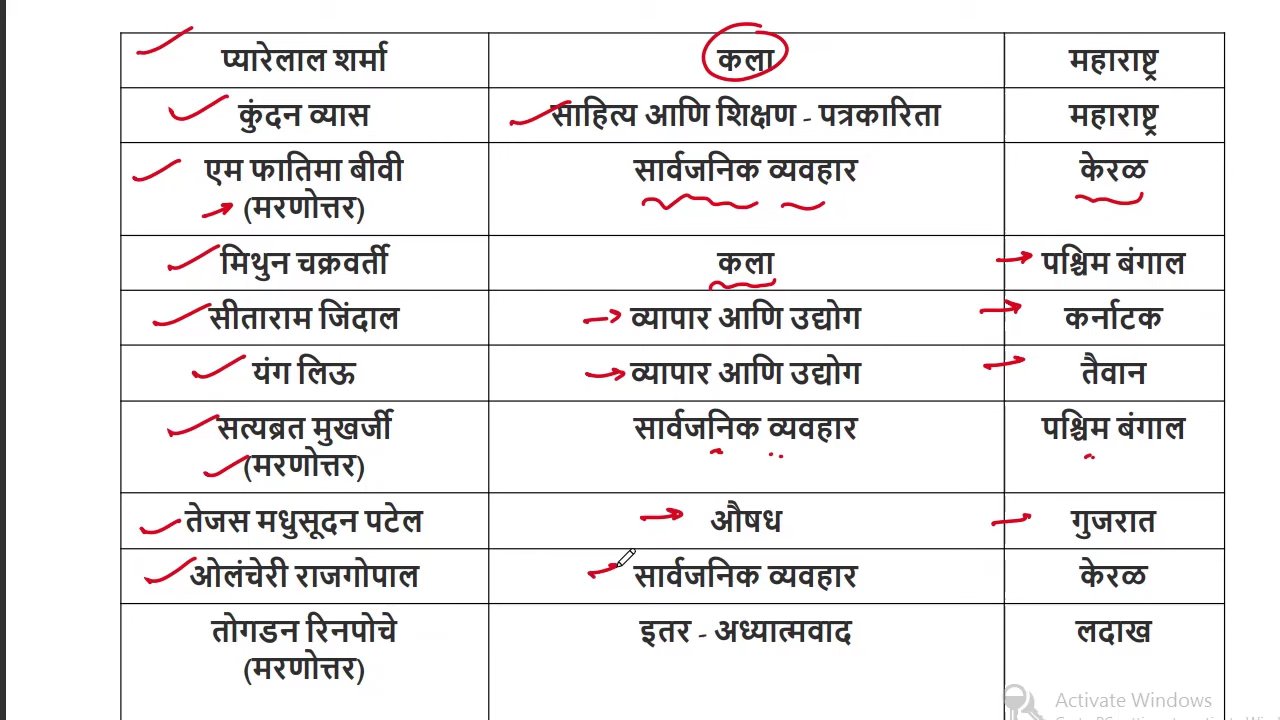 प्यारेलाल शर्मा कला महाराष्ट्र
कुंदन व्यास साहित्य आणि शिक्षण - पत्रकारिता महाराष्ट्र
एम फातिमा बीवी सार्वजनिक व्यवहार केरळ
(मरणोत्तर)
मिथुन चक्रवर्ती कला पश्चिम बंगाल
सीताराम जिंदाल व्यापार आणि उद्योग कर्नाटक
यंग लिऊ व्यापार आणि उद्योग तैवान
सत्यब्रत मुखर्जी सार्वजनिक व्यवहार पश्चिम बंगाल
(मरणोत्तर)
तेजस मधुसूदन पटेल औषध गुजरात
ओलंचेरी राजगोपाल सार्वजनिक व्यवहार केरळ
तोगडन रिनपोचे इतर - अध्यात्मवाद लदाख
(मरणोत्तर)
Activate Windows